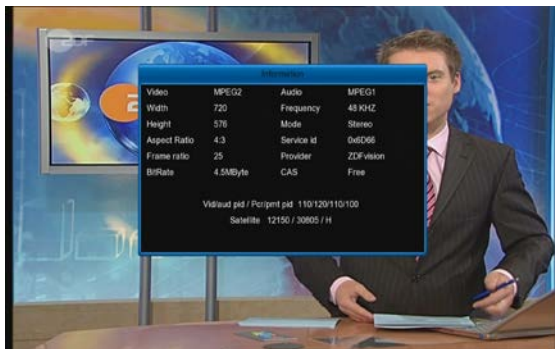 ZDF
Information
Video MPEG2 Audio MPEG1
Width 720 Frequency 48 KHZ
Height 576 Mode Stereo
Aspect Ratio 4:3 Service id 0x6D66
Frame ratio 25 Provider ZDFvision
BitRate 4.5MByte CAS Free
Vid/aud pid / Pcr/pmt pid 110/120/110/100
Satellite 12150 / 30805 / H